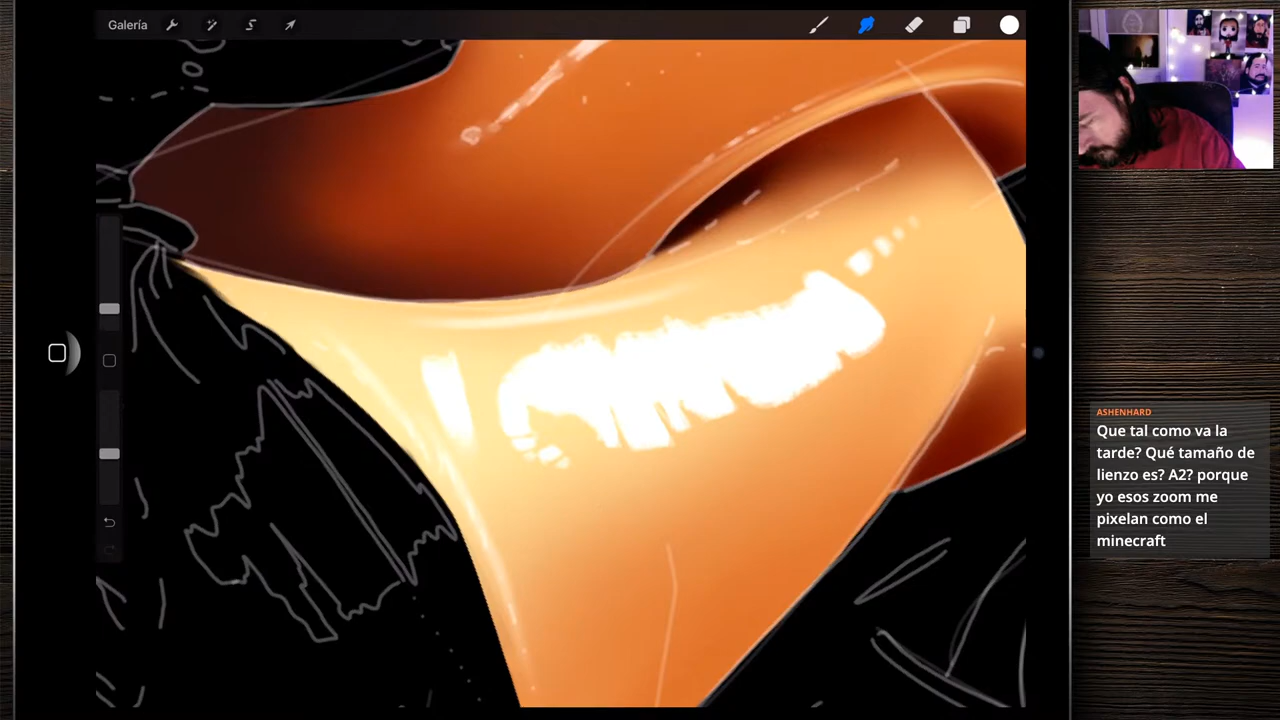 Galería
ASHENHARD
Que tal como va la
tarde? Qué tamaño de
lienzo es? A2? porque
yo esos zoom me
pixelan como el
minecraft